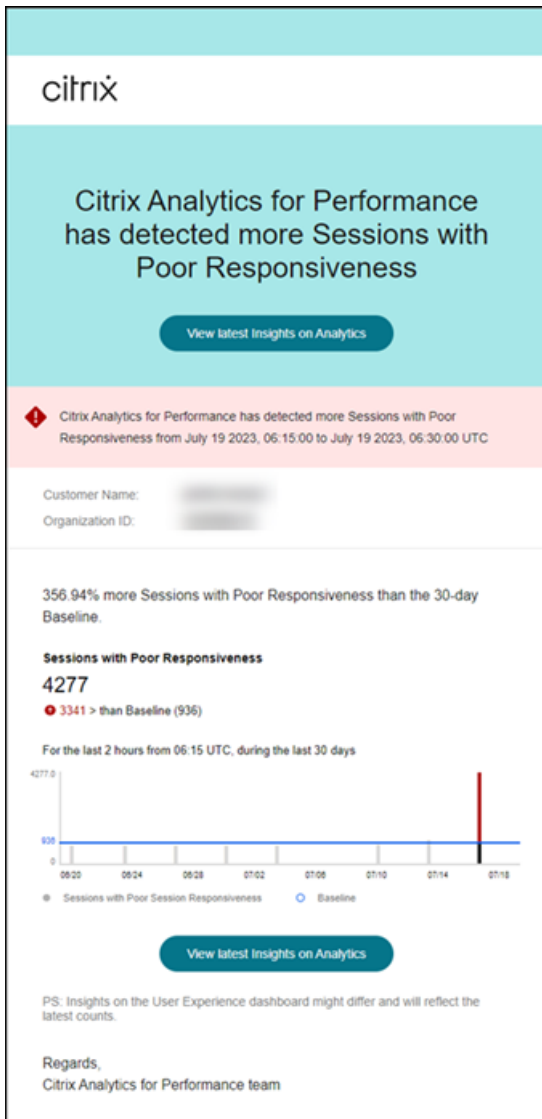 citrix
Citrix Analytics for Performance
has detected more Sessions with
Poor Responsiveness
View latest Insights on Analytics
Citrix Analytics for Performance has detected more Sessions with Poor
Responsiveness from July 19 2023, 06:15:00 to July 19 2023, 06:30:00 UTC
Customer Name:
Organization ID:
356.94% more Sessions with Poor Responsiveness than the 30-day
Baseline.
Sessions with Poor Responsiveness
4277
3341 > than Baseline (936)
For the last 2 hours from 06:15 UTC, during the last 30 days
4277.0
936
0
06/20 06/24 06/28 07/02 07/06 07/10 07/14 07/18
Sessions with Poor Session Responsiveness Baseline
View latest Insights on Analytics
PS: Insights on the User Experience dashboard might differ and will reflect the
latest counts.
Regards,
Citrix Analytics for Performance team